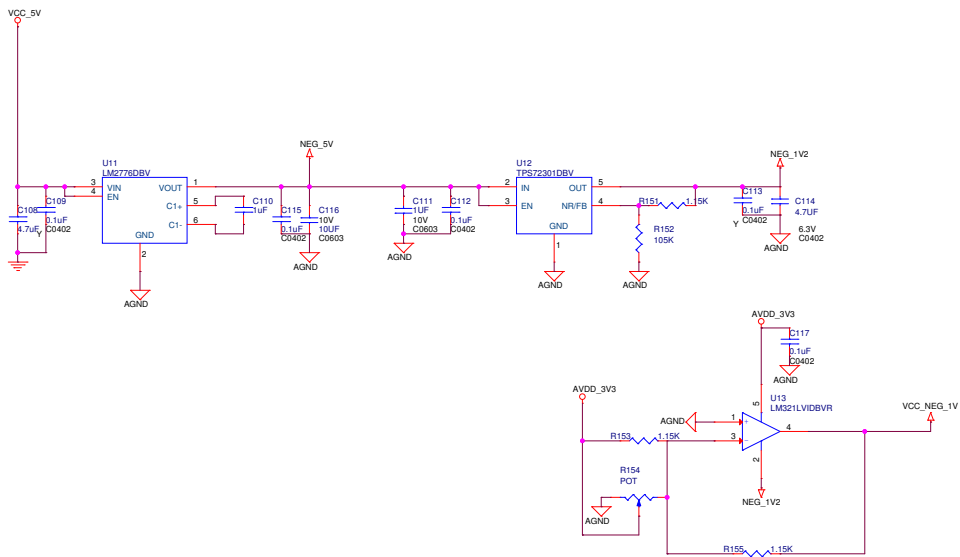 VCC_5V
NEG_5V
NEG_1V2
U11
LM2776DBV
3
4
VIN
EN
VOUT
C1+
C1-
GND
1
5
6
2
C108
4.7uF
Y
C109
0.1uF
C0402
AGND
C110
1uF
C115
0.1uF
C0402
C116
10V
10UF
C0603
AGND
C111
1UF
10V
C0603
AGND
C112
0.1uF
C0402
U12
TPS72301DBV
2
3
IN
EN
OUT
NR/FB
GND
5
4
1
AGND
R151
1.15K
R152
105K
AGND
C113
0.1uF
Y
C0402
C114
4.7UF
6.3V
C0402
AGND
AVDD_3V3
C117
0.1uF
C0402
AGND
AVDD_3V3
U13
LM321LVIDBVR
AGND
1
3
+
-
5
4
2
VCC_NEG_1V
NEG_1V2
R153
1.15K
R154
POT
AGND
R155
1.15K